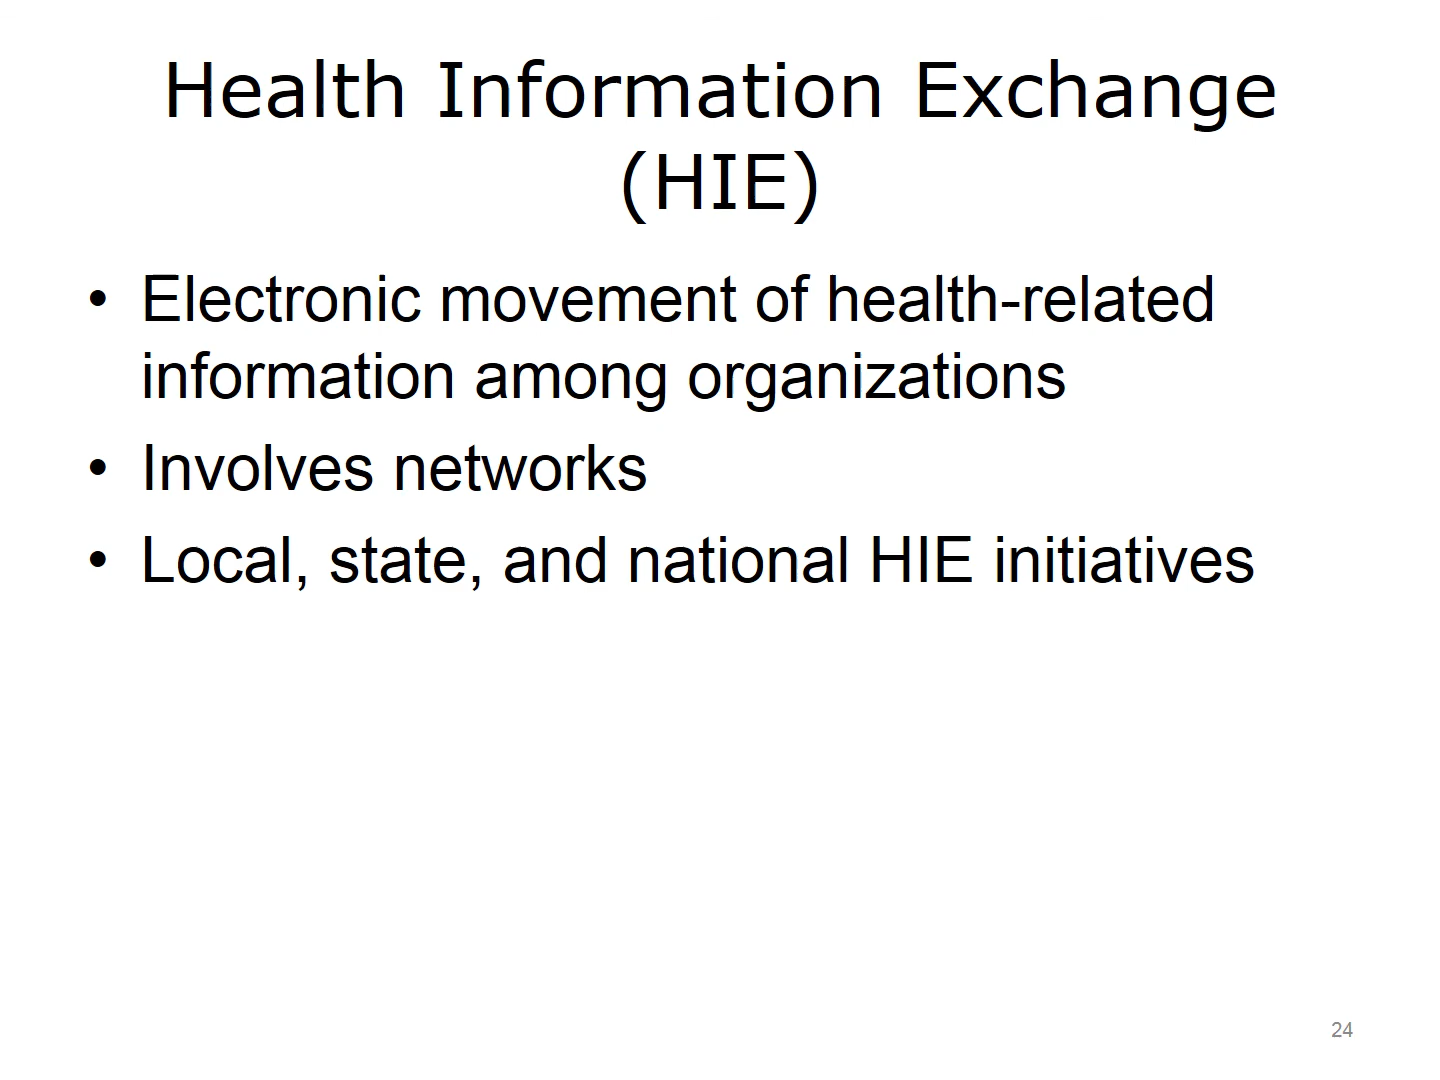 Health Information Exchange
(HIE)
• Electronic movement of health-related
information among organizations
• Involves networks
• Local, state, and national HIE initiatives
24